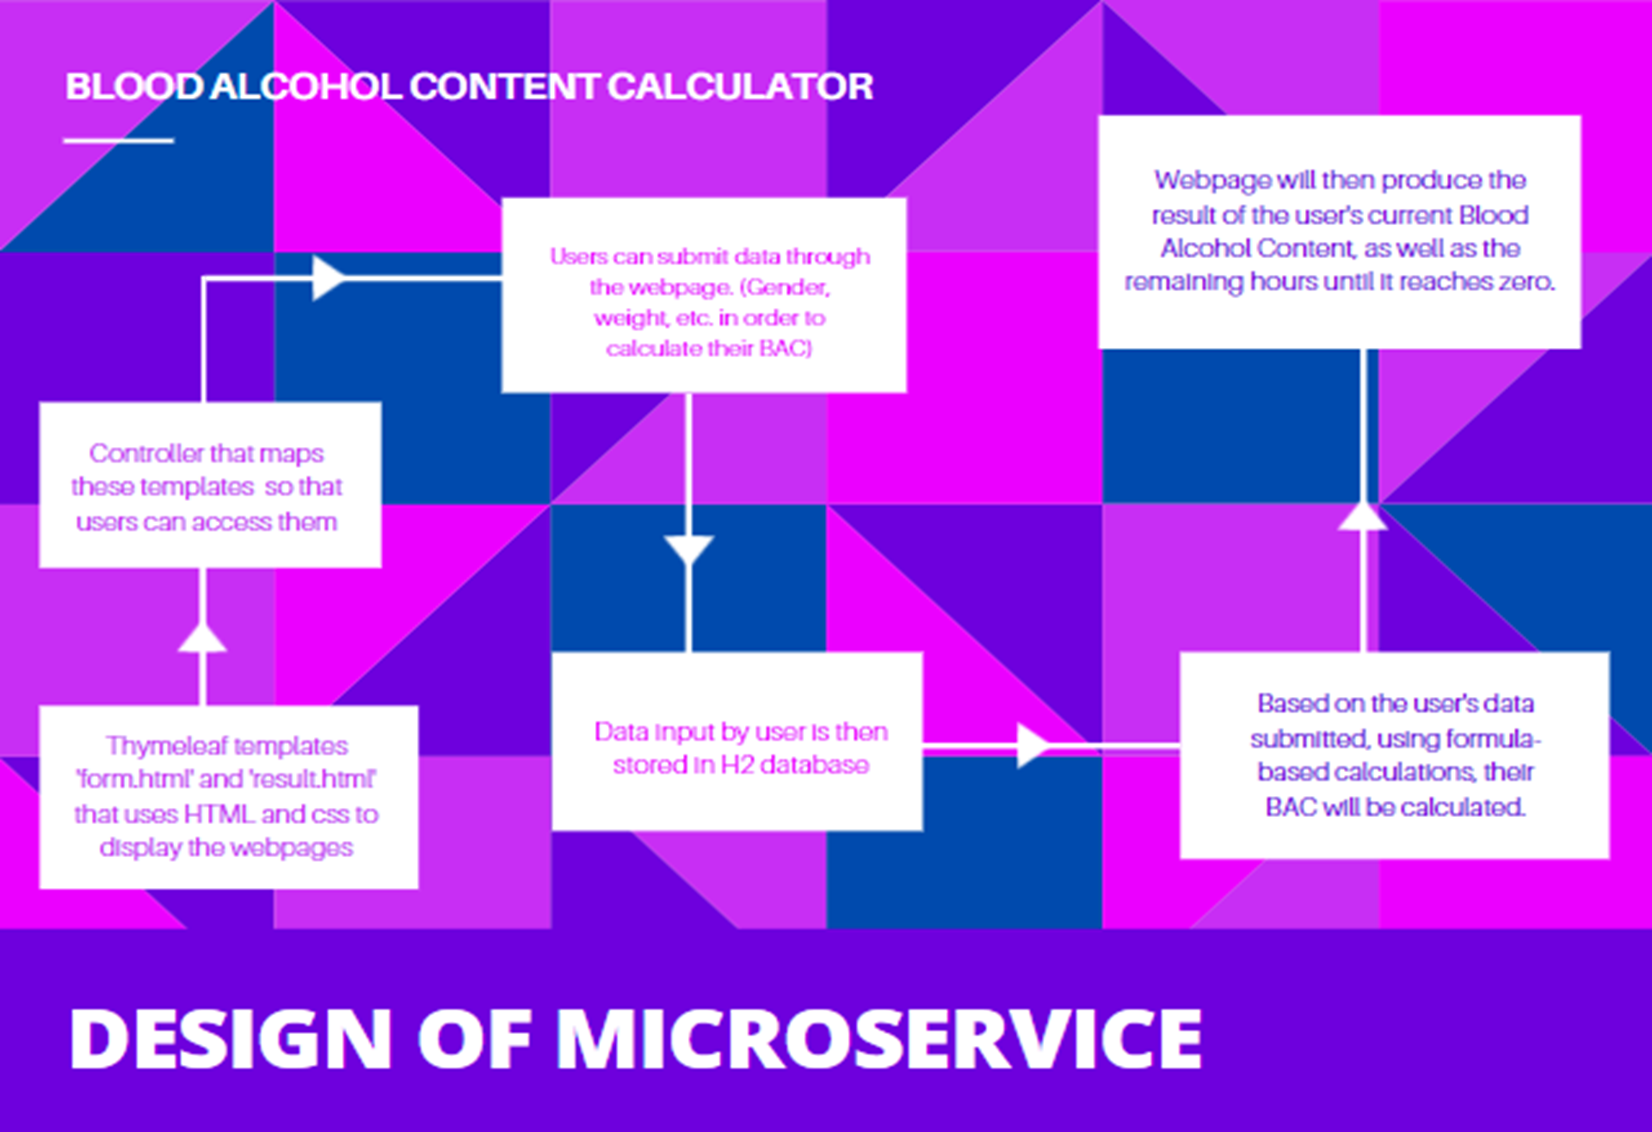 BLOOD ALCOHOL CONTENT CALCULATOR
Thymeleaf templates
'form.html' and 'result.html'
that uses HTML and css to
display the webpages
Controller that maps
these templates so that
users can access them
Users can submit data through
the webpage. (Gender,
weight, etc. in order to
calculate their BAC)
Data input by user is then
stored in H2 database
Based on the user's data
submitted, using formula-
based calculations, their
BAC will be calculated.
Webpage will then produce the
result of the user's current Blood
Alcohol Content, as well as the
remaining hours until it reaches zero.
DESIGN OF MICROSERVICE